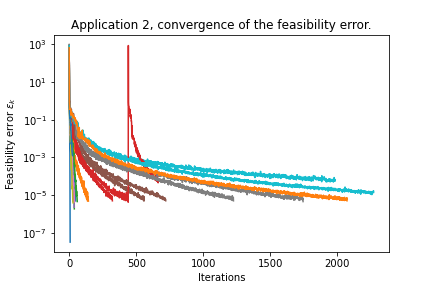 Application 2, convergence of the feasibility error.
10³
10¹
10⁻¹
10⁻³
10⁻⁵
10⁻⁷
Feasibility error εₖ
0 500 1000 1500 2000
Iterations